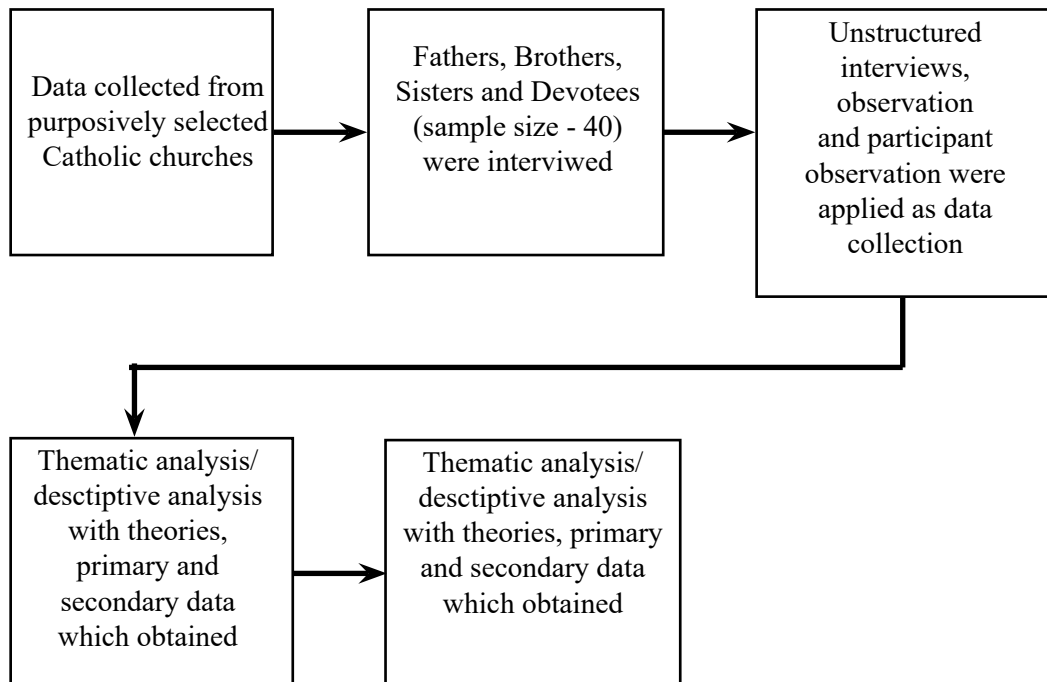 Data collected from
purposively selected
Catholic churches
Fathers, Brothers,
Sisters and Devotees
(sample size - 40)
were interviwed
Unstructured
interviews,
observation
and participant
observation were
applied as data
collection
Thematic analysis/
desctiptive analysis
with theories,
primary and
secondary data
which obtained
Thematic analysis/
desctiptive analysis
with theories, primary
and secondary data
which obtained